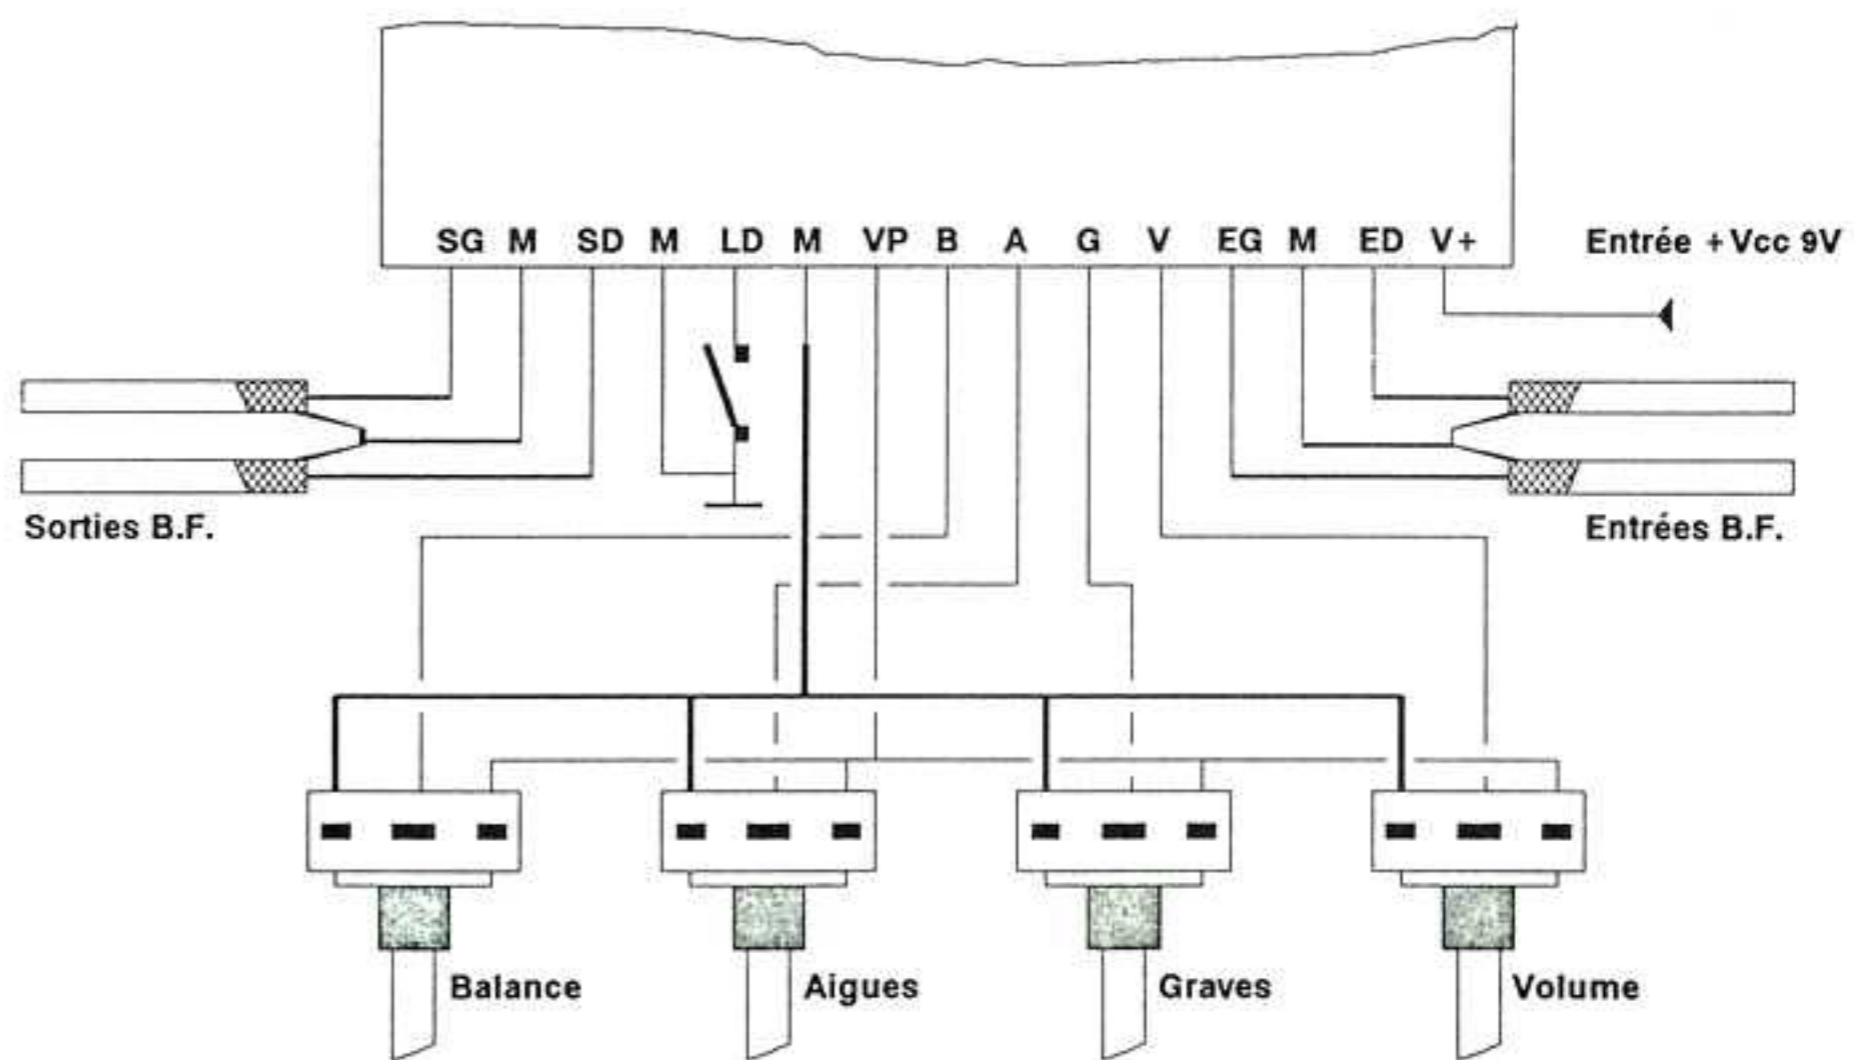 SG M SD M LD M VP B A G V EG M ED V+
Entrée + Vcc 9V
Sorties B.F.
Entrées B.F.
Balance
Aigues
Graves
Volume